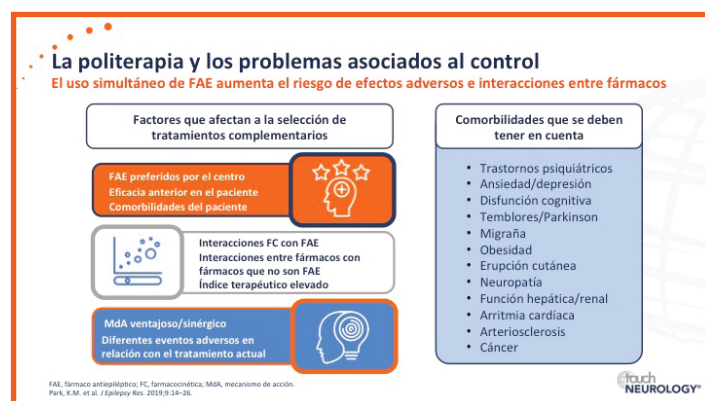 La politerapia y los problemas asociados al control
El uso simultáneo de FAE aumenta el riesgo de efectos adversos e interacciones entre fármacos
Factores que afectan a la selección de
tratamientos complementarios
FAE preferidos por el centro
Eficacia anterior en el paciente
Comorbilidades del paciente
Interacciones FC con FAE
Interacciones entre fármacos con
fármacos que no son FAE
Índice terapéutico elevado
MdA ventajoso/sinérgico
Diferentes eventos adversos en
relación con el tratamiento actual
Comorbilidades que se deben
tener en cuenta
• Trastornos psiquiátricos
• Ansiedad/depresión
• Disfunción cognitiva
• Temblores/Parkinson
• Migraña
• Obesidad
• Erupción cutánea
• Neuropatía
• Función hepática/renal
• Arritmia cardíaca
• Arteriosclerosis
• Cáncer
FAE, fármaco antiepiléptico; FC, farmacocinética; MdA, mecanismo de acción.
Park, K.M. et al. J Epilepsy Res. 2019;9:14–26.
touch
NEUROLOGY®